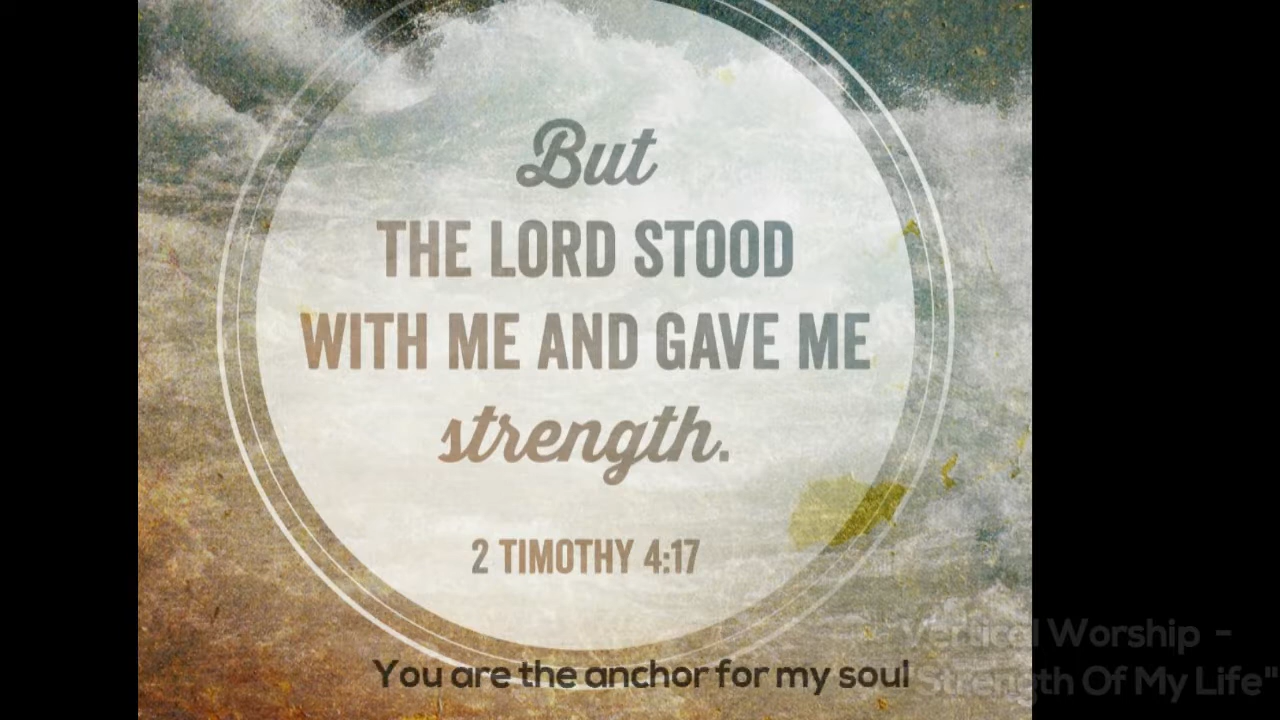 But
THE LORD STOOD
WITH ME AND GAVE ME
strength.
2 TIMOTHY 4:17
You are the anchor for my soul
Vertical Worship -
Strength Of My Life"